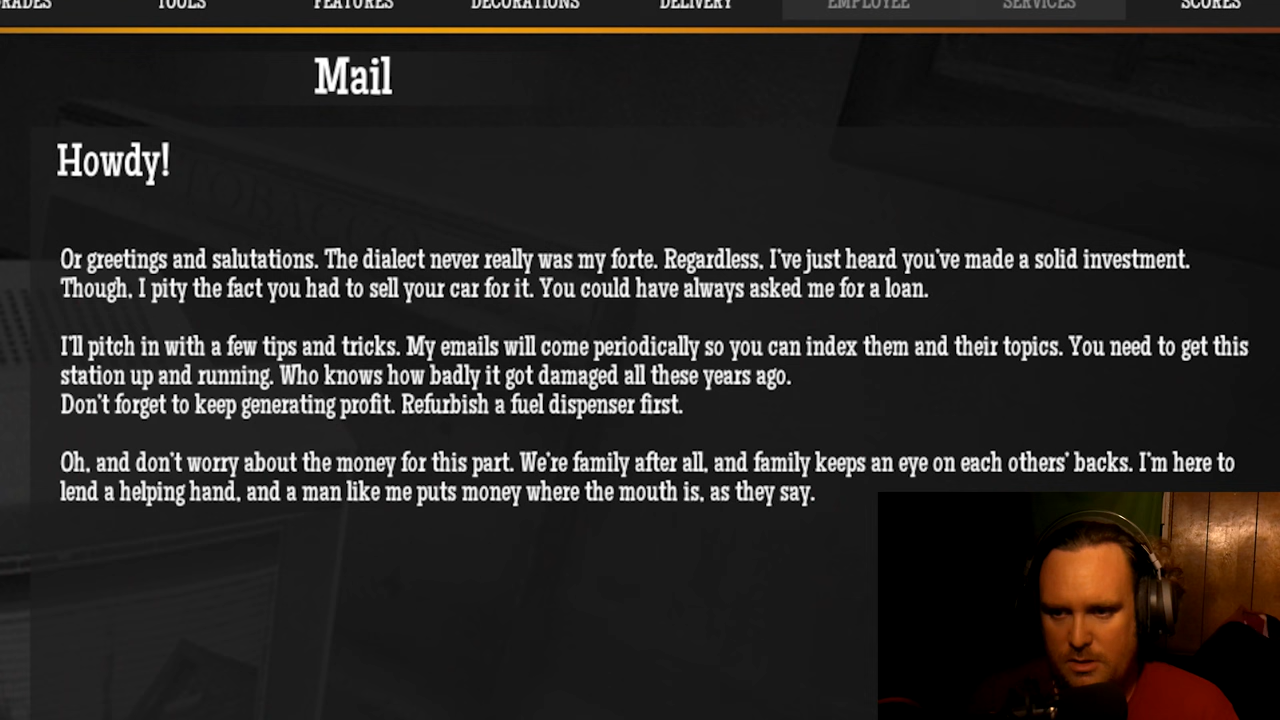 TOOLS FEATURES DECORATIONS DELIVERY EMPLOYEE SERVICES SCORES
Mail
Howdy!
Or greetings and salutations. The dialect never really was my forte. Regardless, I've just heard you've made a solid investment.
Though, I pity the fact you had to sell your car for it. You could have always asked me for a loan.
I'll pitch in with a few tips and tricks. My emails will come periodically so you can index them and their topics. You need to get this
station up and running. Who knows how badly it got damaged all these years ago.
Don't forget to keep generating profit. Refurbish a fuel dispenser first.
Oh, and don't worry about the money for this part. We're family after all, and family keeps an eye on each others' backs. I'm here to
lend a helping hand, and a man like me puts money where the mouth is, as they say.